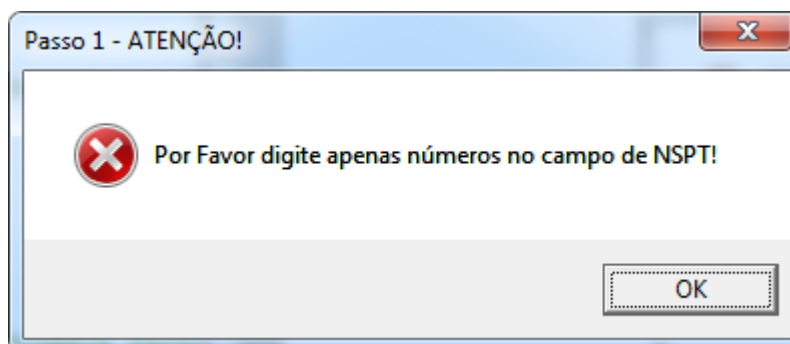 Passo 1 - ATENÇÃO!
Por Favor digite apenas números no campo de NSPT!
OK